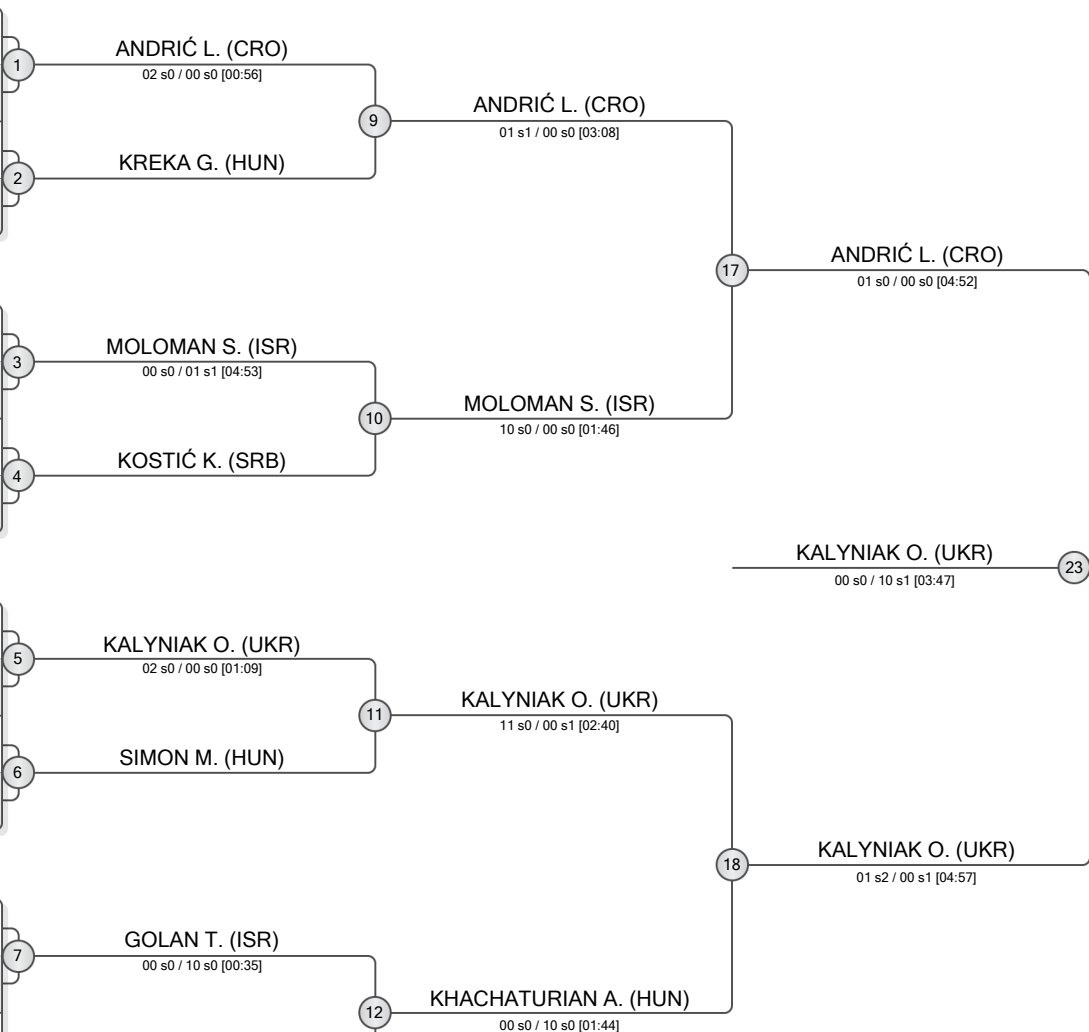 ANDRIĆ L. (CRO)
1
02 s0 / 00 s0 [00:56]
ANDRIĆ L. (CRO)
9
01 s1 / 00 s0 [03:08]
KREKA G. (HUN)
2
ANDRIĆ L. (CRO)
17
01 s0 / 00 s0 [04:52]
MOLOMAN S. (ISR)
3
00 s0 / 01 s1 [04:53]
MOLOMAN S. (ISR)
10
10 s0 / 00 s0 [01:46]
KOSTIĆ K. (SRB)
4
KALYNIAK O. (UKR)
23
00 s0 / 10 s1 [03:47]
KALYNIAK O. (UKR)
5
02 s0 / 00 s0 [01:09]
KALYNIAK O. (UKR)
11
11 s0 / 00 s1 [02:40]
SIMON M. (HUN)
6
KALYNIAK O. (UKR)
18
01 s2 / 00 s1 [04:57]
GOLAN T. (ISR)
7
00 s0 / 10 s0 [00:35]
KHACHATURIAN A. (HUN)
12
00 s0 / 10 s0 [01:44]